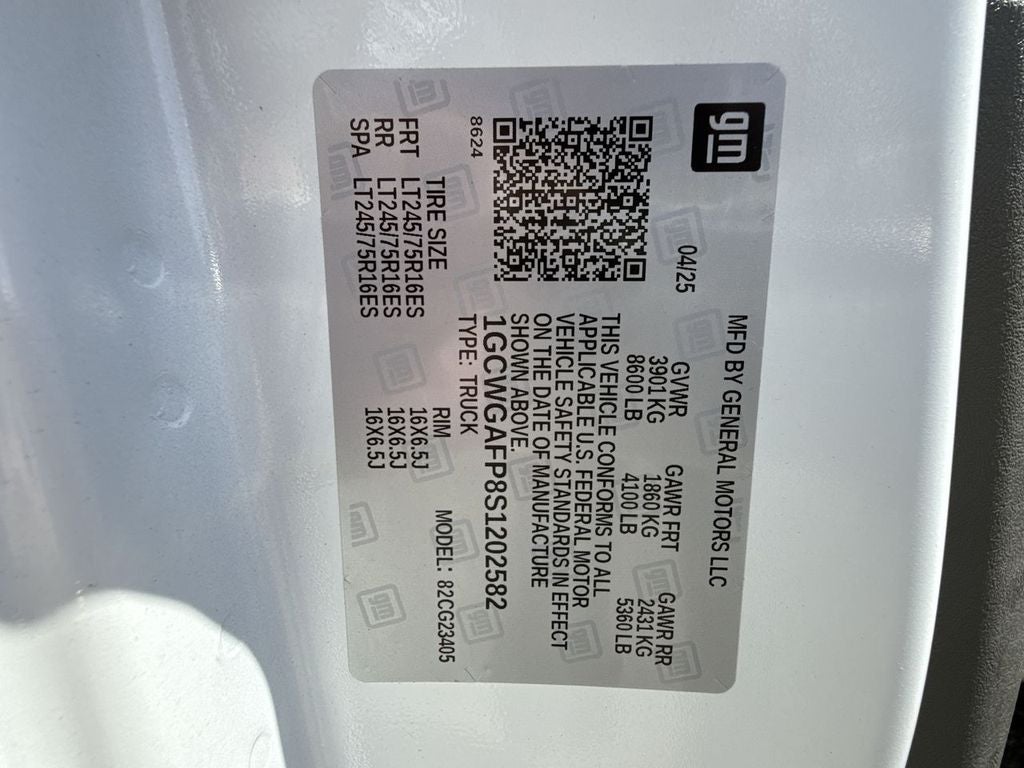 gm
MFD BY GENERAL MOTORS LLC
04/25
GVWR GAWR FRT GAWR RR
3901 KG 1860 KG 2431 KG
8600 LB 4100 LB 5360 LB
THIS VEHICLE CONFORMS TO ALL
APPLICABLE U.S. FEDERAL MOTOR
VEHICLE SAFETY STANDARDS IN EFFECT
ON THE DATE OF MANUFACTURE
SHOWN ABOVE.
8624
1GCWGAFP8S1202582
TYPE: TRUCK MODEL: 82CG23405
TIRE SIZE RIM
FRT LT245/75R16ES 16X6.5J
RR LT245/75R16ES 16X6.5J
SPA LT245/75R16ES 16X6.5J